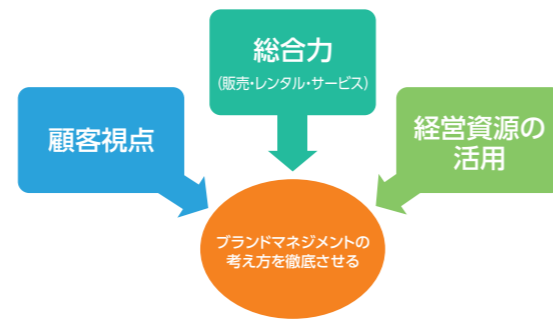 総合力
(販売・レンタル・サービス)
顧客視点
経営資源の
活用
ブランドマネジメントの
考え方を徹底させる